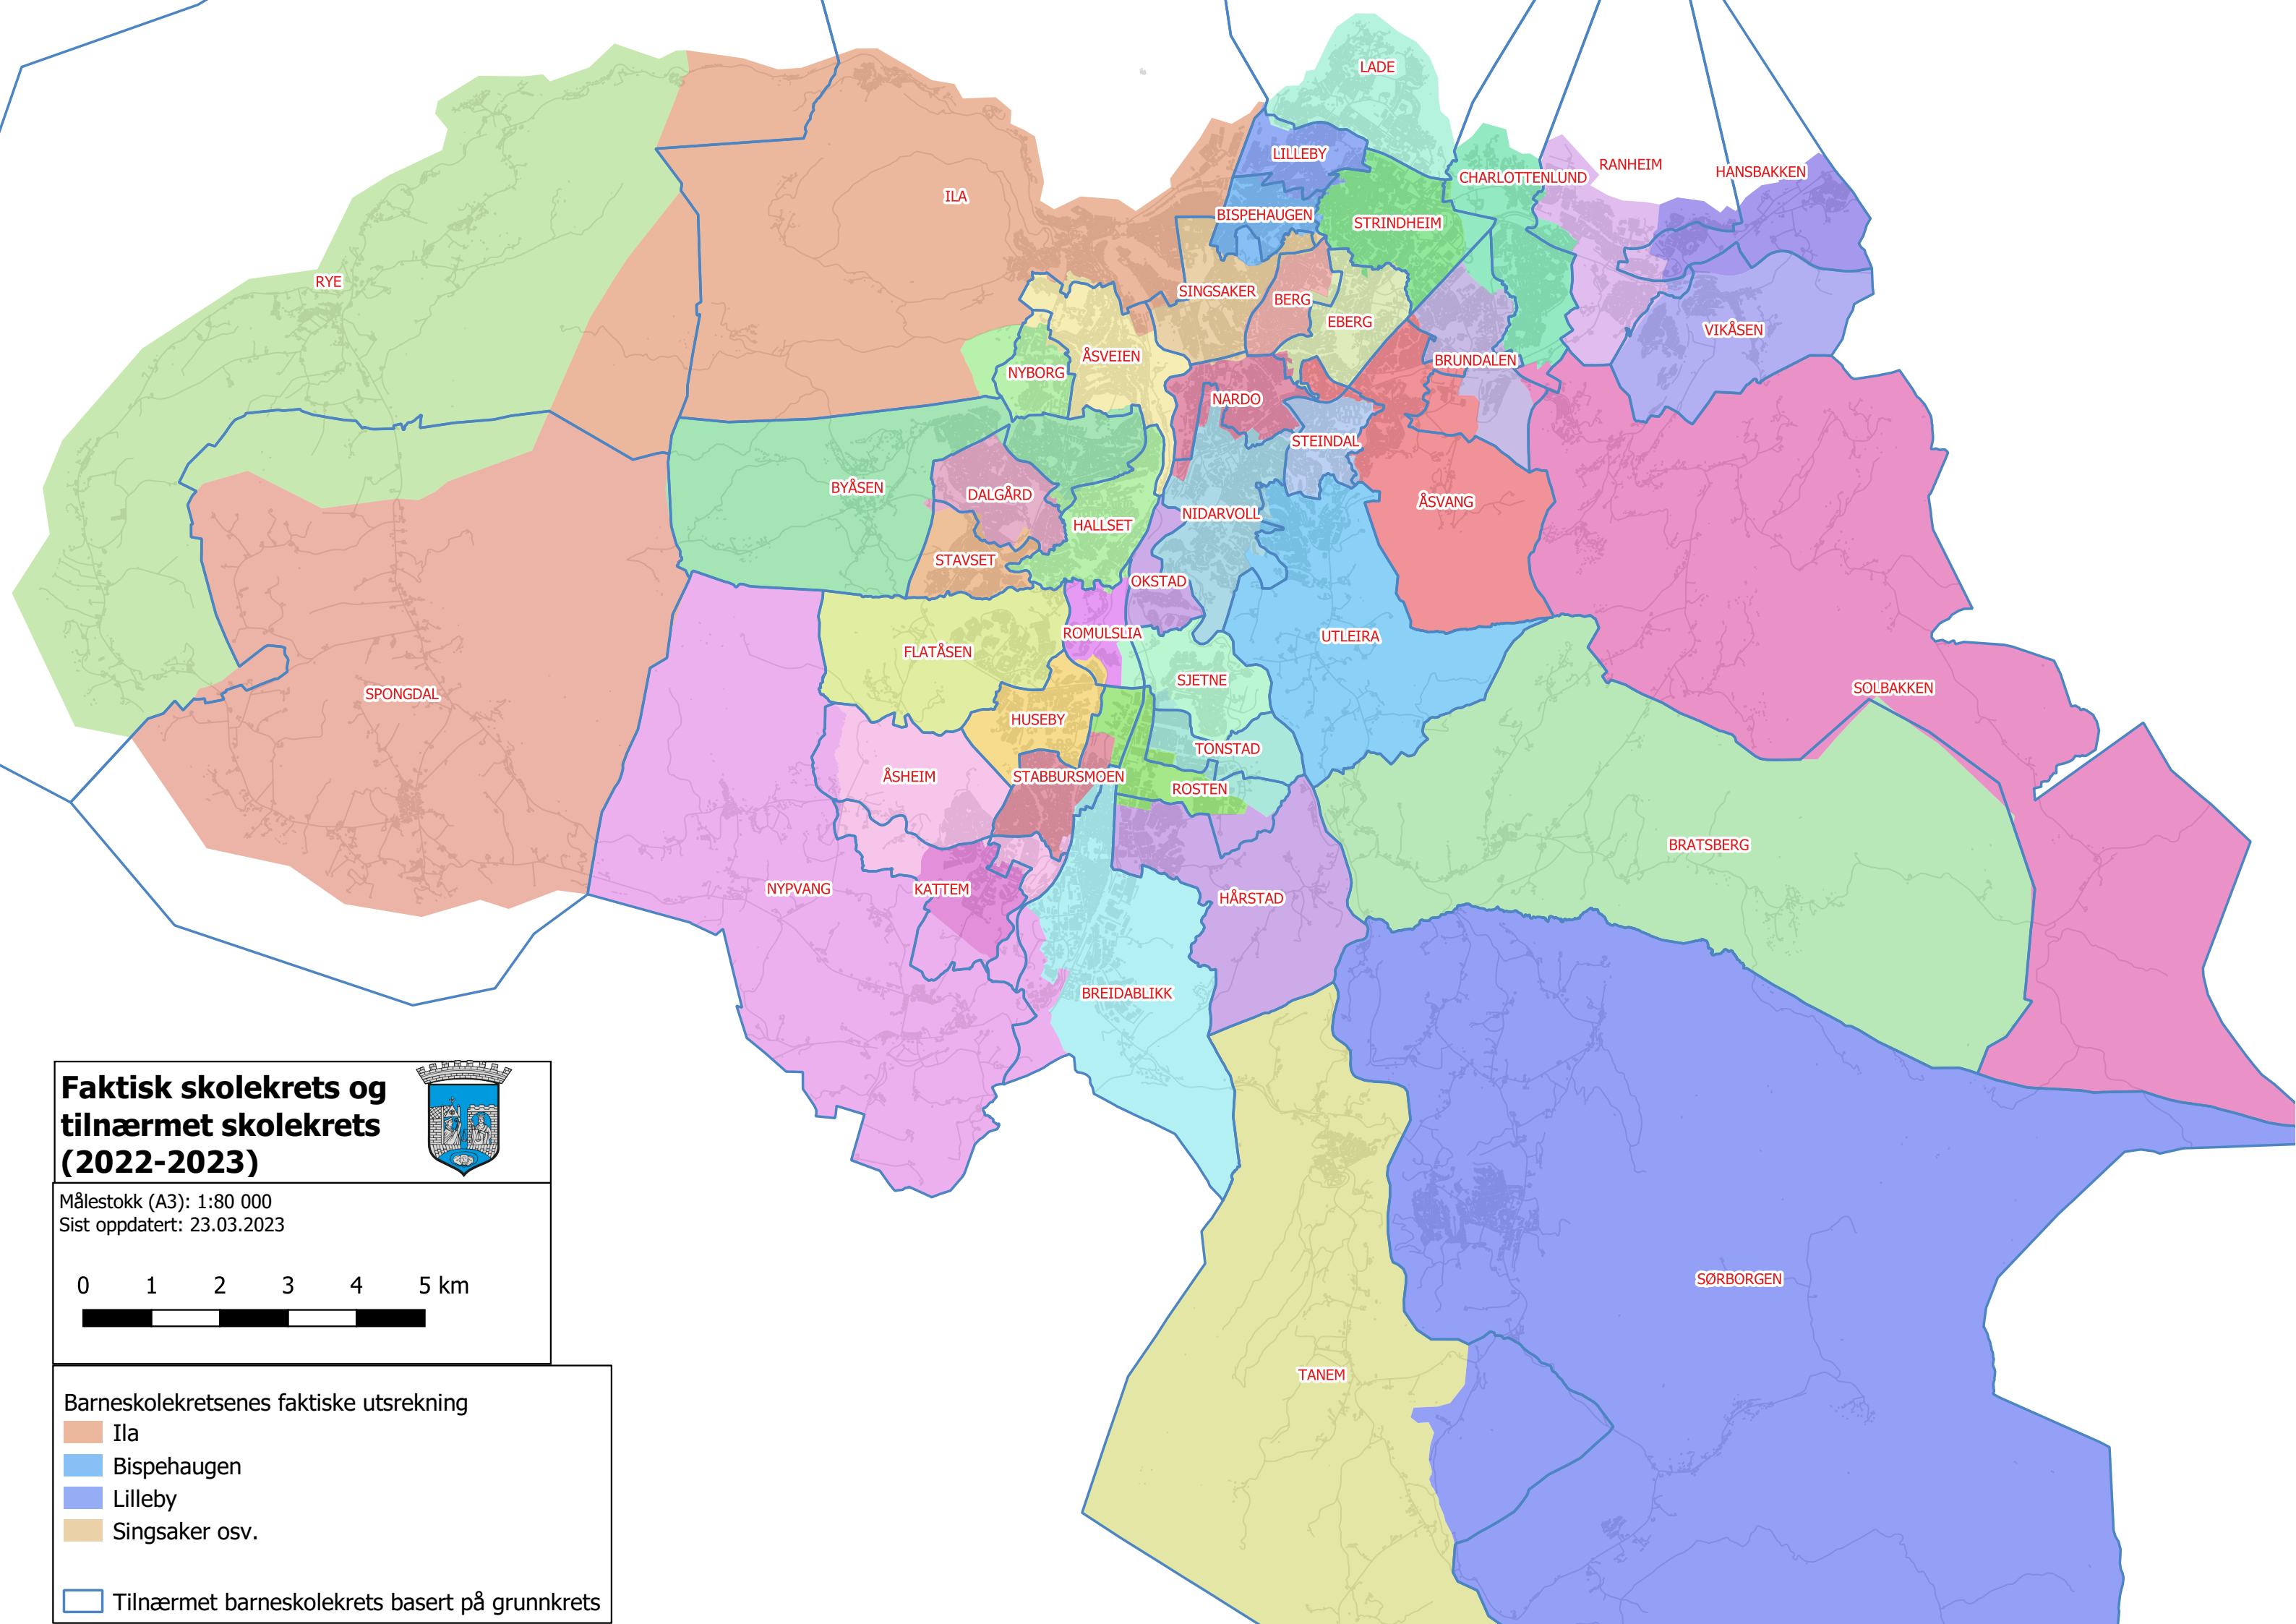 LADE
LILLEBY
RANHEIM
HANSBAKKEN
CHARLOTTENLUND
ILA
BISPEHAUGEN
STRINDHEIM
RYE
SINGSAKER
BERG
EBERG
VIKÅSEN
ÅSVEIEN
BRUNDALEN
NYBORG
NARDO
STEINDAL
BYÅSEN
DALGÅRD
ÅSVANG
NIDARVOLL
HALLSET
STAVSET
OKSTAD
ROMULSLIA
UTLEIRA
FLATÅSEN
SJETNE
SOLBAKKEN
SPONGDAL
HUSEBY
TONSTAD
ÅSHEIM
STABBURSMOEN
ROSTEN
BRATSBERG
NYPVANG
KATTEM
HÅRSTAD
BREIDABLIKK
SØRBORGEN
TANEM
Faktisk skolekrets og
tilnærmet skolekrets
(2022-2023)
Målestokk (A3): 1:80 000
Sist oppdatert: 23.03.2023
0 1 2 3 4 5 km
Barneskolekretsenes faktiske utsrekning
Ila
Bispehaugen
Lilleby
Singsaker osv.
Tilnærmet barneskolekrets basert på grunnkrets